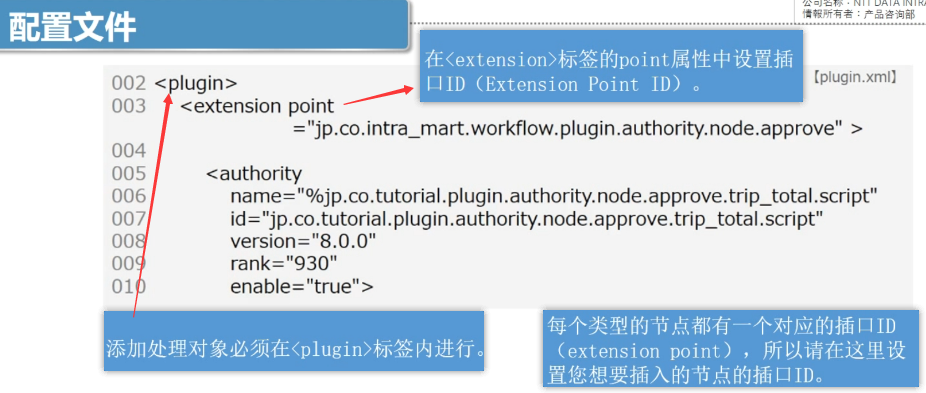 公司名称：NTT DATA INTRA
情報所有者：产品咨询部
配置文件
在<extension>标签的point属性中设置插
口ID（Extension Point ID）。
【plugin.xml】
002 <plugin>
003 <extension point
="jp.co.intra_mart.workflow.plugin.authority.node.approve" >
004
005 <authority
006 name="%jp.co.tutorial.plugin.authority.node.approve.trip_total.script"
007 id="jp.co.tutorial.plugin.authority.node.approve.trip_total.script"
008 version="8.0.0"
009 rank="930"
010 enable="true">
添加处理对象必须在<plugin>标签内进行。
每个类型的节点都有一个对应的插口ID
（extension point），所以请在这里设
置您想要插入的节点的插口ID。